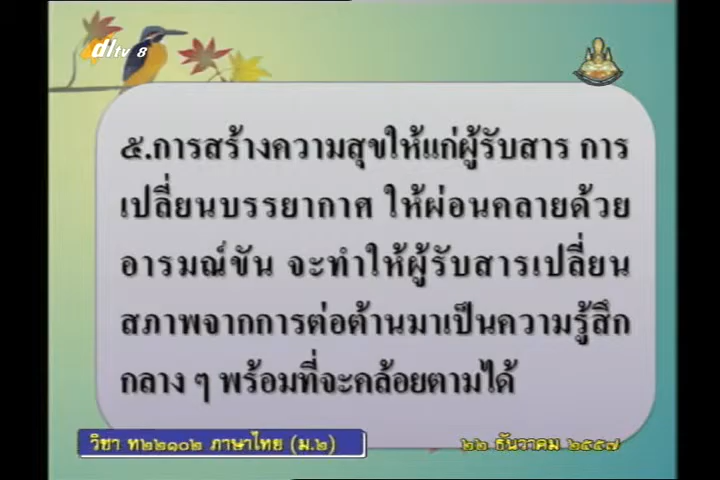 dltv 8
๕.การสร้างความสุขให้แก่ผู้รับสาร การ
เปลี่ยนบรรยากาศ ให้ผ่อนคลายด้วย
อารมณ์ขัน จะทำให้ผู้รับสารเปลี่ยน
สภาพจากการต่อต้านมาเป็นความรู้สึก
กลาง ๆ พร้อมที่จะคล้อยตามได้
วิชา ท๒๒๑๐๒ ภาษาไทย (ม.๒)
๒๒ ธันวาคม ๒๕๕๗